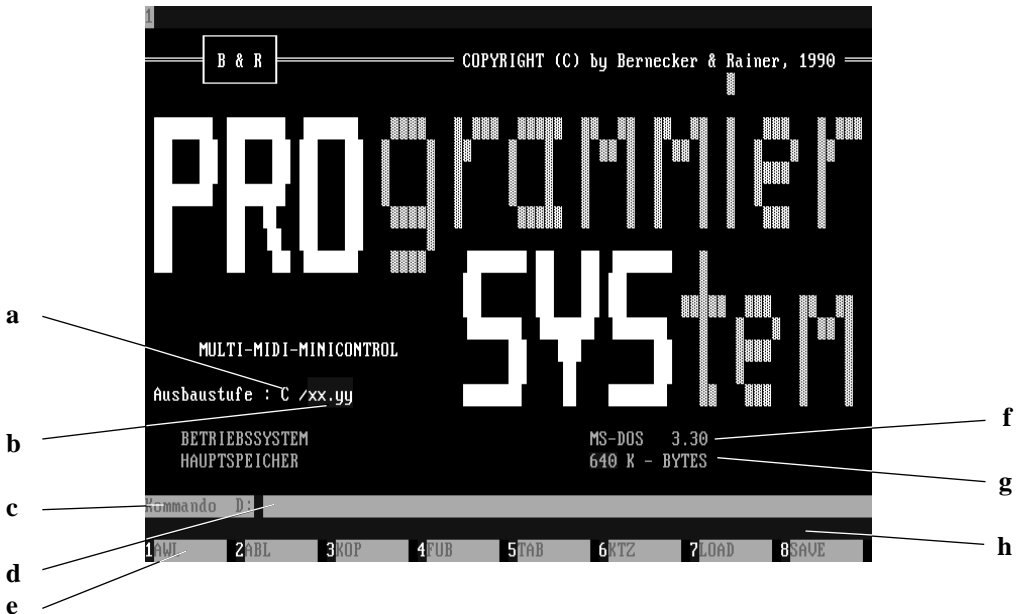 1
B & R COPYRIGHT (C) by Bernecker & Rainer, 1990
PROgrammier
SYStem
a
MULTI-MIDI-MINICONTROL
Ausbaustufe : C /xx.yy
b
f
BETRIEBSSYSTEM MS-DOS 3.30
HAUPTSPEICHER 640 K - BYTES
g
c Kommando D:
h
1AWL 2ABL 3KOP 4FUB 5TAB 6KTZ 7LOAD 8SAVE
d
e